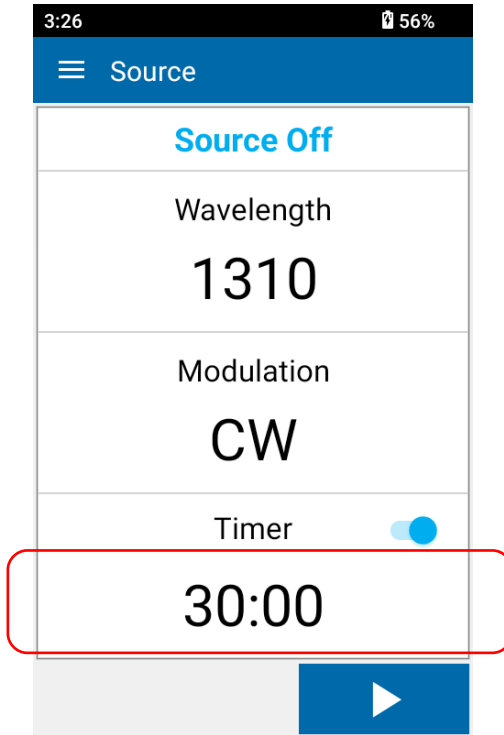 3:26 56%
Source
Source Off
Wavelength
1310
Modulation
CW
Timer
30:00